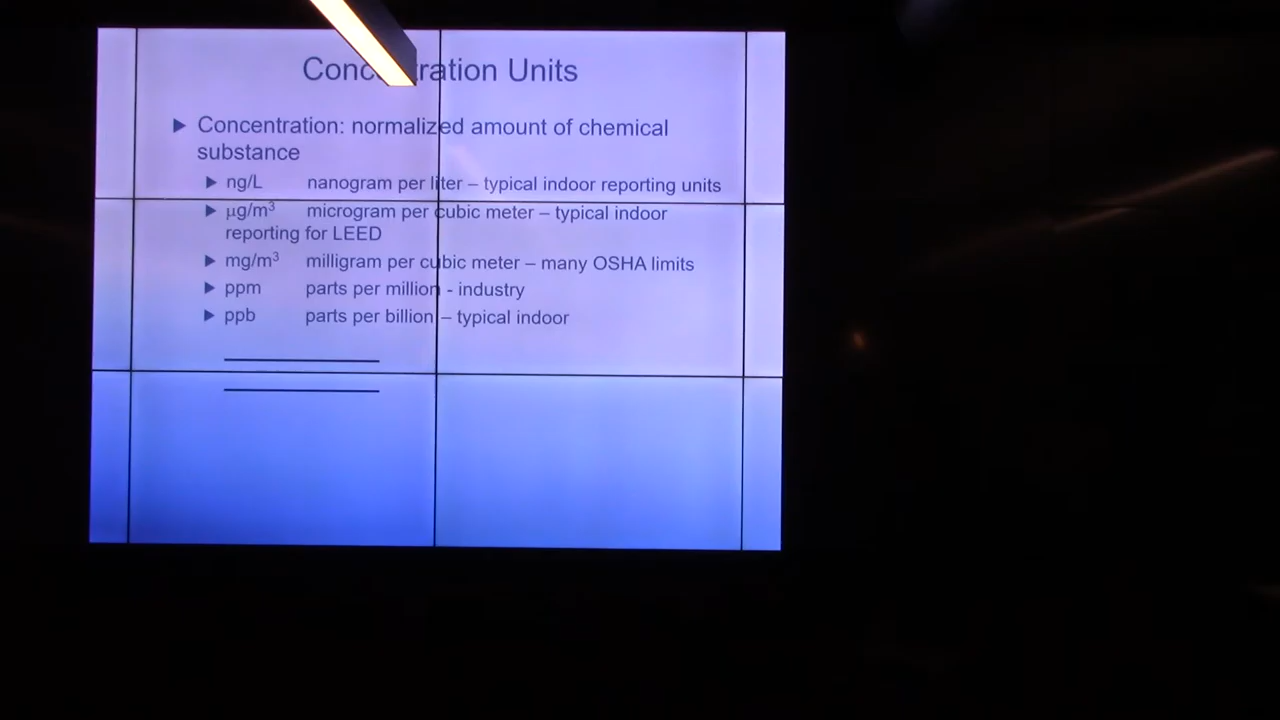 Concentration Units
Concentration: normalized amount of chemical
substance
ng/L nanogram per liter – typical indoor reporting units
µg/m³ microgram per cubic meter – typical indoor
reporting for LEED
mg/m³ milligram per cubic meter – many OSHA limits
ppm parts per million - industry
ppb parts per billion – typical indoor